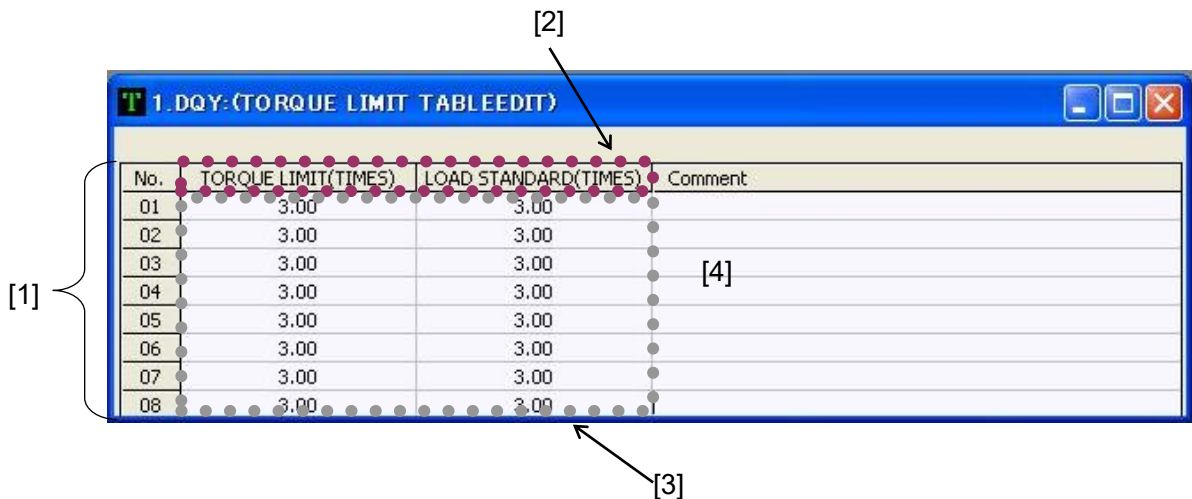 [2]
T 1.DQY:(TORQUE LIMIT TABLEEDIT)
No. TORQUE LIMIT(TIMES) LOAD STANDARD(TIMES) Comment
01 3.00 3.00
02 3.00 3.00
03 3.00 3.00
[4]
04 3.00 3.00
[1]
05 3.00 3.00
06 3.00 3.00
07 3.00 3.00
08 3.00 3.00
[3]